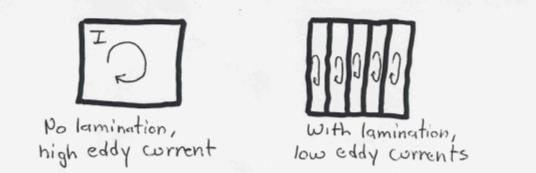 I
No lamination,
high eddy current
With lamination,
low eddy currents